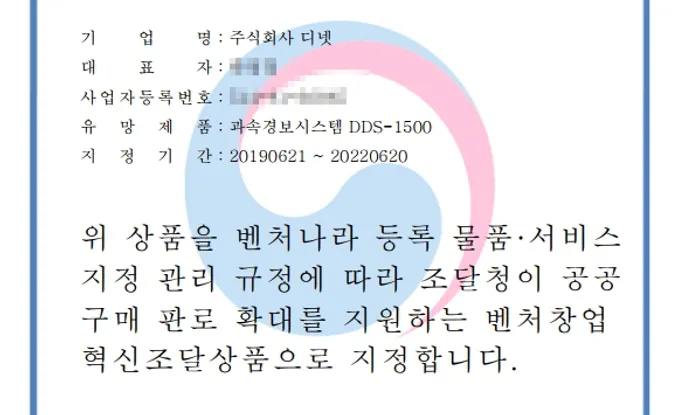 기 업 명 : 주식회사 디넷
대 표 자 :
사업자등록번호 :
유 망 제 품 : 과속경보시스템 DDS-1500
지 정 기 간 : 20190621 ~ 20220620
위 상품을 벤처나라 등록 물품·서비스
지정 관리 규정에 따라 조달청이 공공
구매 판로 확대를 지원하는 벤처창업
혁신조달상품으로 지정합니다.